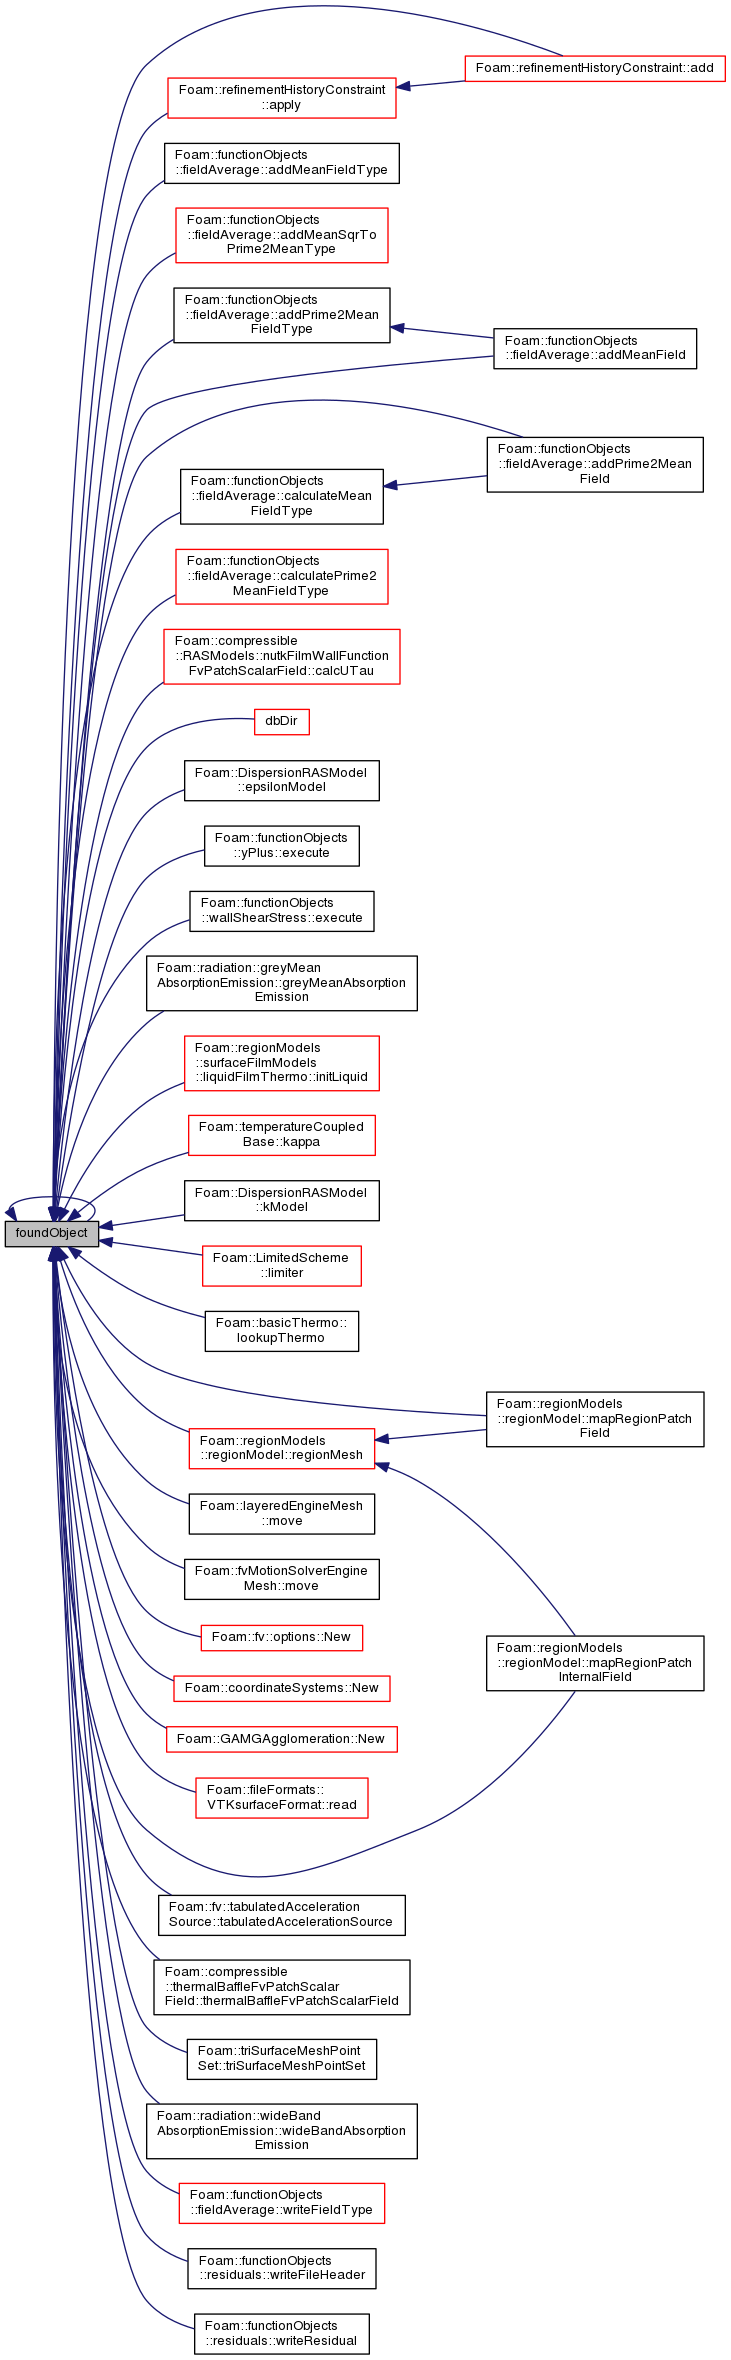 Foam::refinementHistoryConstraint::add
Foam::refinementHistoryConstraint
::apply
Foam::functionObjects
::fieldAverage::addMeanFieldType
Foam::functionObjects
::fieldAverage::addMeanSqrTo
Prime2MeanType
Foam::functionObjects
::fieldAverage::addPrime2Mean
FieldType
Foam::functionObjects
::fieldAverage::addMeanField
Foam::functionObjects
::fieldAverage::addPrime2Mean
Field
Foam::functionObjects
::fieldAverage::calculateMean
FieldType
Foam::functionObjects
::fieldAverage::calculatePrime2
MeanFieldType
Foam::compressible
::RASModels::nutkFilmWallFunction
FvPatchScalarField::calcUTau
dbDir
Foam::DispersionRASModel
::epsilonModel
Foam::functionObjects
::yPlus::execute
Foam::functionObjects
::wallShearStress::execute
Foam::radiation::greyMean
AbsorptionEmission::greyMeanAbsorption
Emission
Foam::regionModels
::surfaceFilmModels
::liquidFilmThermo::initLiquid
Foam::temperatureCoupled
Base::kappa
Foam::DispersionRASModel
::kModel
foundObject
Foam::LimitedScheme
::limiter
Foam::basicThermo::
lookupThermo
Foam::regionModels
::regionModel::mapRegionPatch
Field
Foam::regionModels
::regionModel::regionMesh
Foam::layeredEngineMesh
::move
Foam::fvMotionSolverEngine
Mesh::move
Foam::fv::options::New
Foam::regionModels
::regionModel::mapRegionPatch
InternalField
Foam::coordinateSystems::New
Foam::GAMGAgglomeration::New
Foam::fileFormats::
VTKsurfaceFormat::read
Foam::fv::tabulatedAcceleration
Source::tabulatedAccelerationSource
Foam::compressible
::thermalBaffleFvPatchScalar
Field::thermalBaffleFvPatchScalarField
Foam::triSurfaceMeshPoint
Set::triSurfaceMeshPointSet
Foam::radiation::wideBand
AbsorptionEmission::wideBandAbsorption
Emission
Foam::functionObjects
::fieldAverage::writeFieldType
Foam::functionObjects
::residuals::writeFileHeader
Foam::functionObjects
::residuals::writeResidual